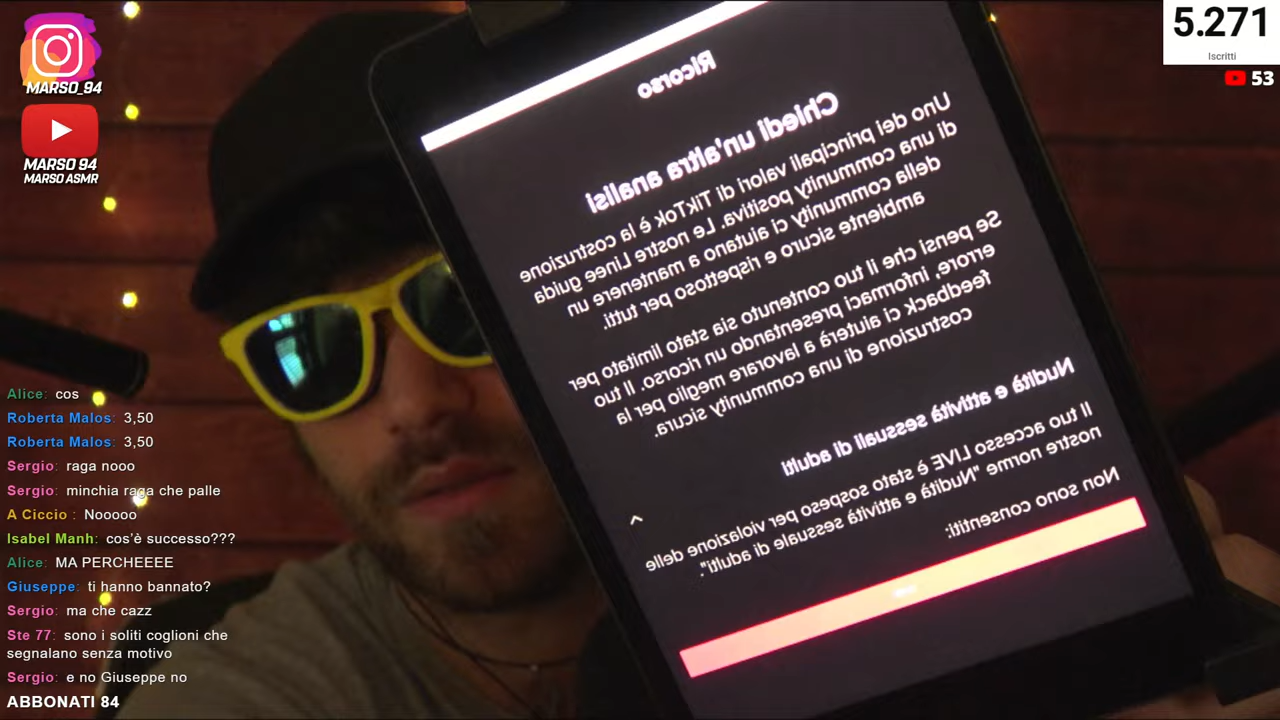 MARSO_94
MARSO 94
MARSO ASMR
5.271
Iscritti
53
Ricorso
Chiedi un'altra analisi
Uno dei principali valori di TikTok è la costruzione
di una community positiva. Le nostre Linee guida
della community ci aiutano a mantenere un
ambiente sicuro e rispettoso per tutti.
Se pensi che il tuo contenuto sia stato limitato per
errore, informaci presentando un ricorso. Il tuo
feedback ci aiuterà a lavorare meglio per la
costruzione di una community sicura.
Nudità e attività sessuali di adulti
Il tuo accesso LIVE è stato sospeso per violazione delle
nostre norme "Nudità e attività sessuale di adulti".
Non sono consentiti:
Alice: cos
Roberta Malos: 3,50
Roberta Malos: 3,50
Sergio: raga nooo
Sergio: minchia raga che palle
A Ciccio : Nooooo
Isabel Manh: cos'è successo???
Alice: MA PERCHEEEE
Giuseppe: ti hanno bannato?
Sergio: ma che cazz
Ste 77: sono i soliti coglioni che
segnalano senza motivo
Sergio: e no Giuseppe no
ABBONATI 84